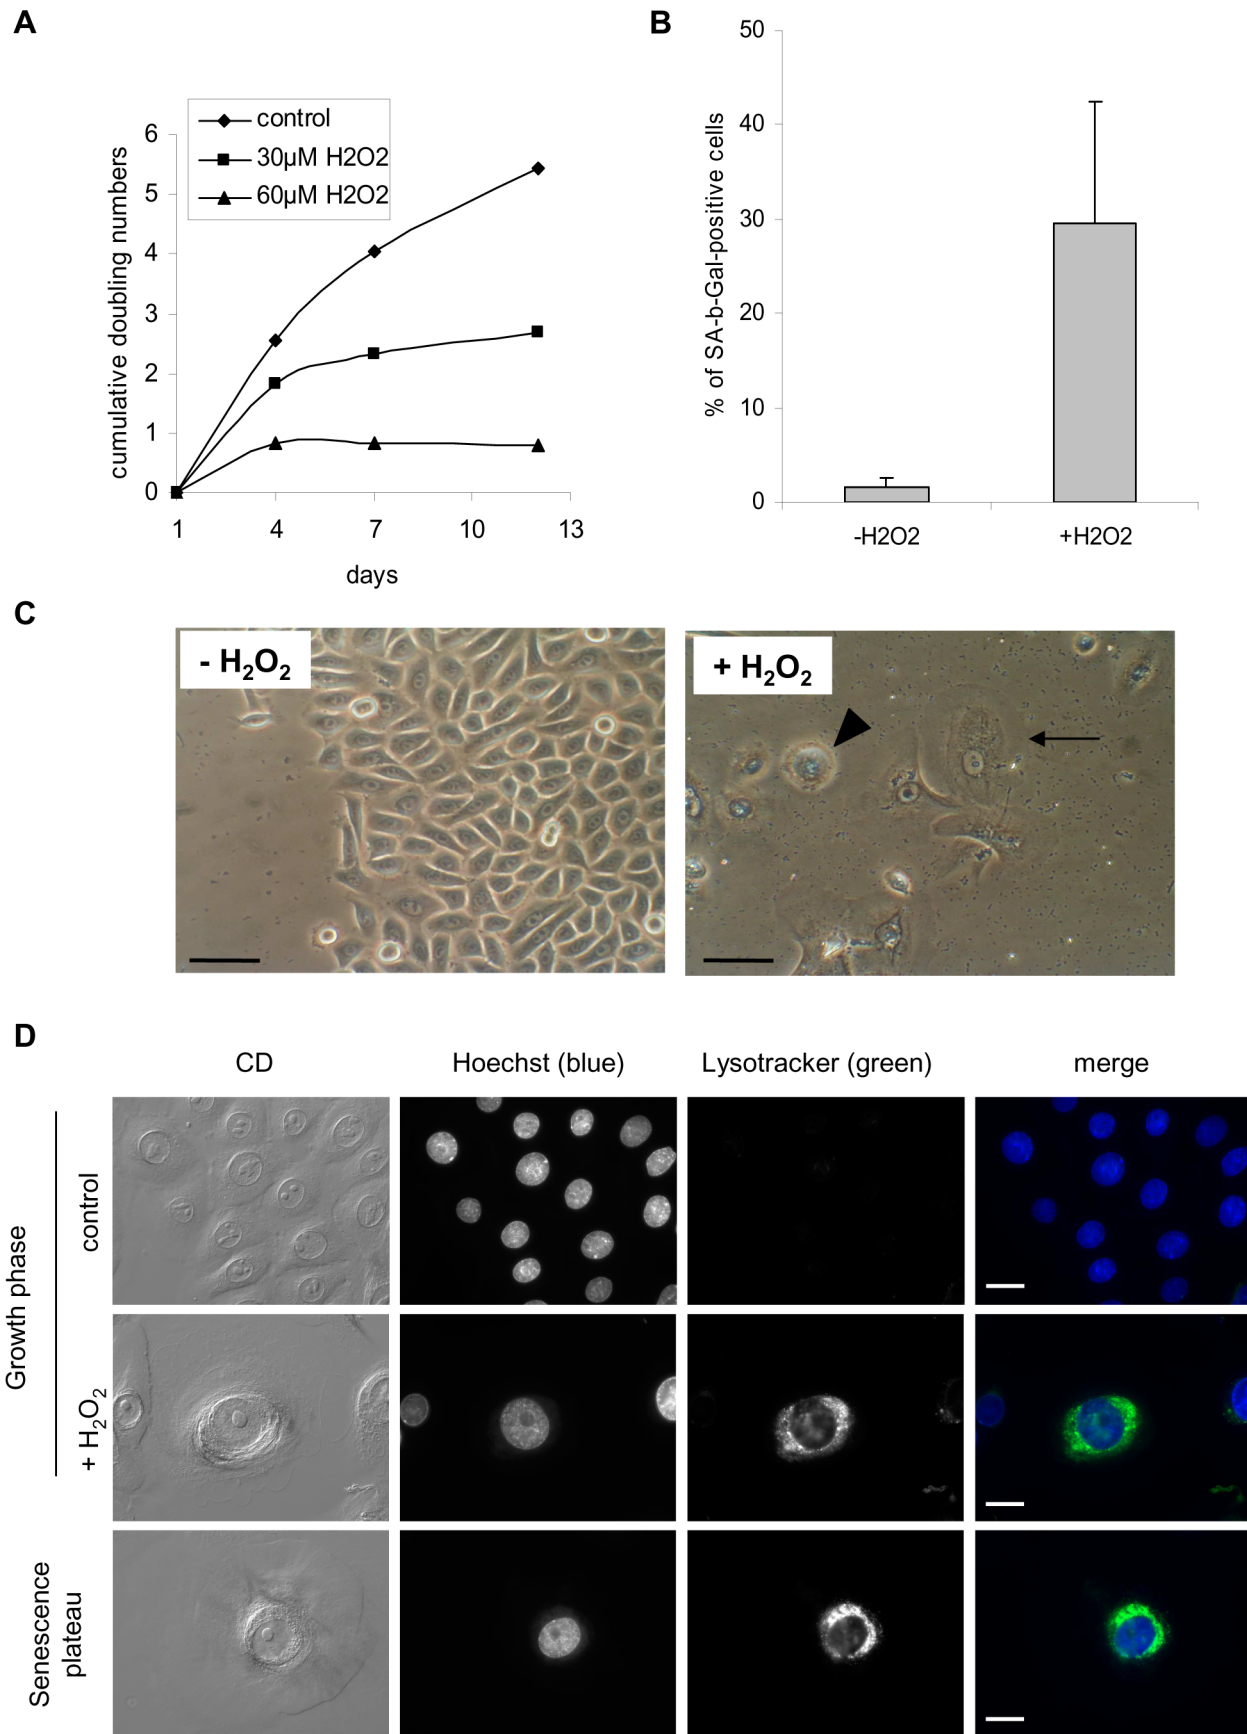 A
control
30µM H2O2
60µM H2O2
6
5
4
3
2
1
0
cumulative doubling numbers
1 4 7 10 13
days
B
50
40
30
20
10
0
% of SA-b-Gal-positive cells
-H2O2 +H2O2
C
- H₂O₂
+ H₂O₂
D
CD Hoechst (blue) Lysotracker (green) merge
Growth phase
control
+ H₂O₂
Senescence
plateau